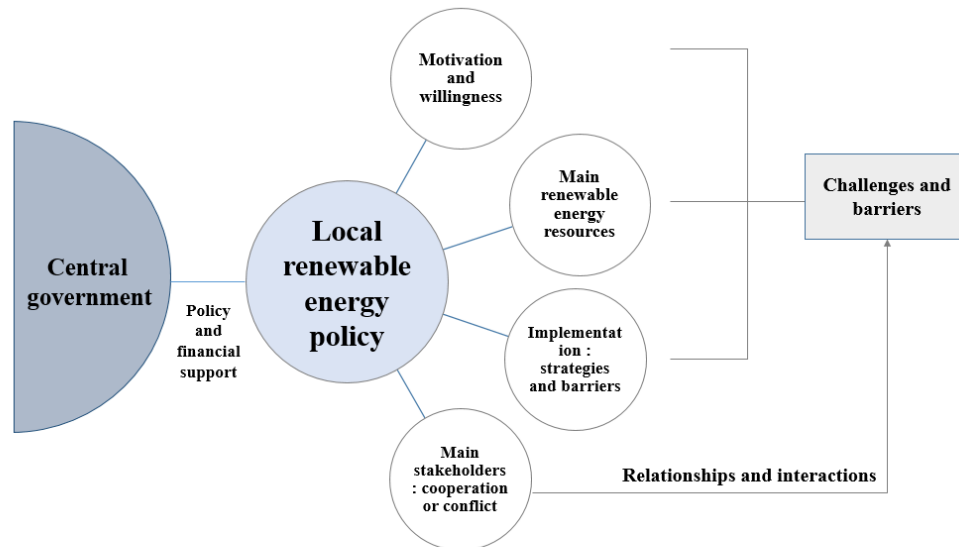 Motivation
and
willingness
Main
renewable
energy
resources
Challenges and
barriers
Local
renewable
energy
policy
Central
government
Policy
and
financial
support
Implementat
ion :
strategies
and barriers
Main
stakeholders
: cooperation
or conflict
Relationships and interactions